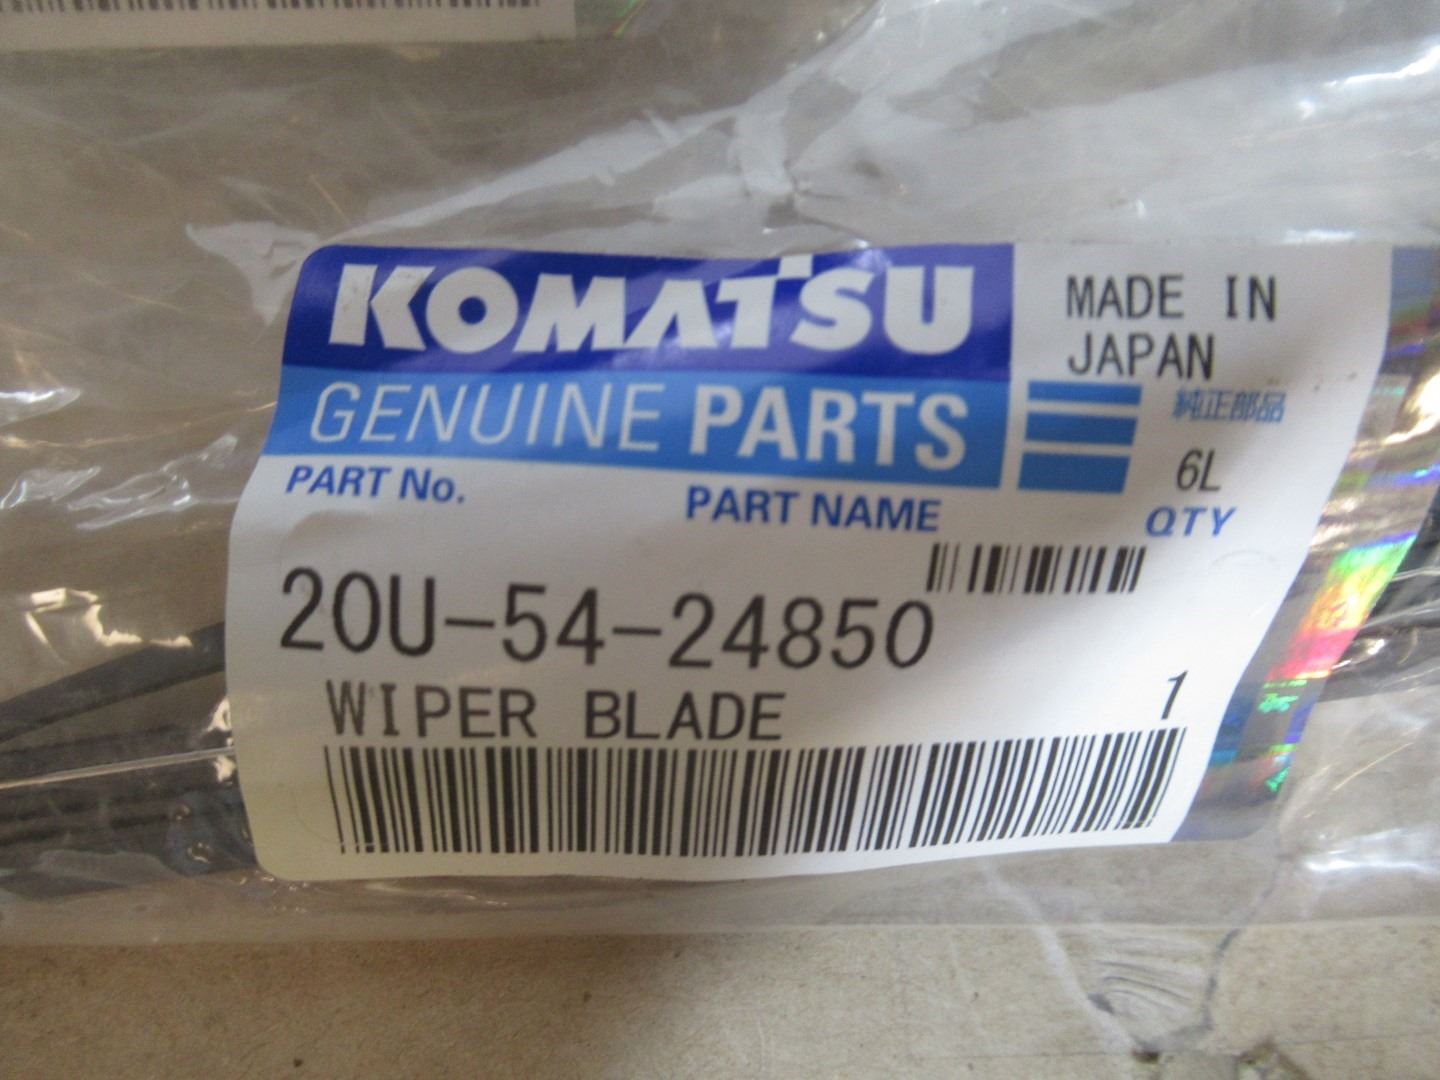 KOMATSU
MADE IN
JAPAN
GENUINE PARTS
純正部品
6L
PART No.
PART NAME
QTY
20U-54-24850
WIPER BLADE
1